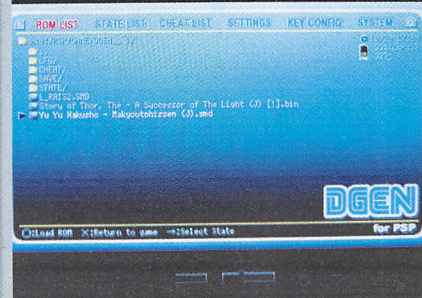 ROM LIST STATE LIST CHEAT LIST SETTINGS KEY CONFIG SYSTEM
CFG/
CHEAT/
SAVE/
STATE/
L_RAIS2.SMD
Story of Thor, The - A Successor of The Light (J) [!].bin
Yu Yu Hakusho - Makyoutohissen (J).smd
DGEN
for PSP
O:Load ROM X:Return to game →:Select State